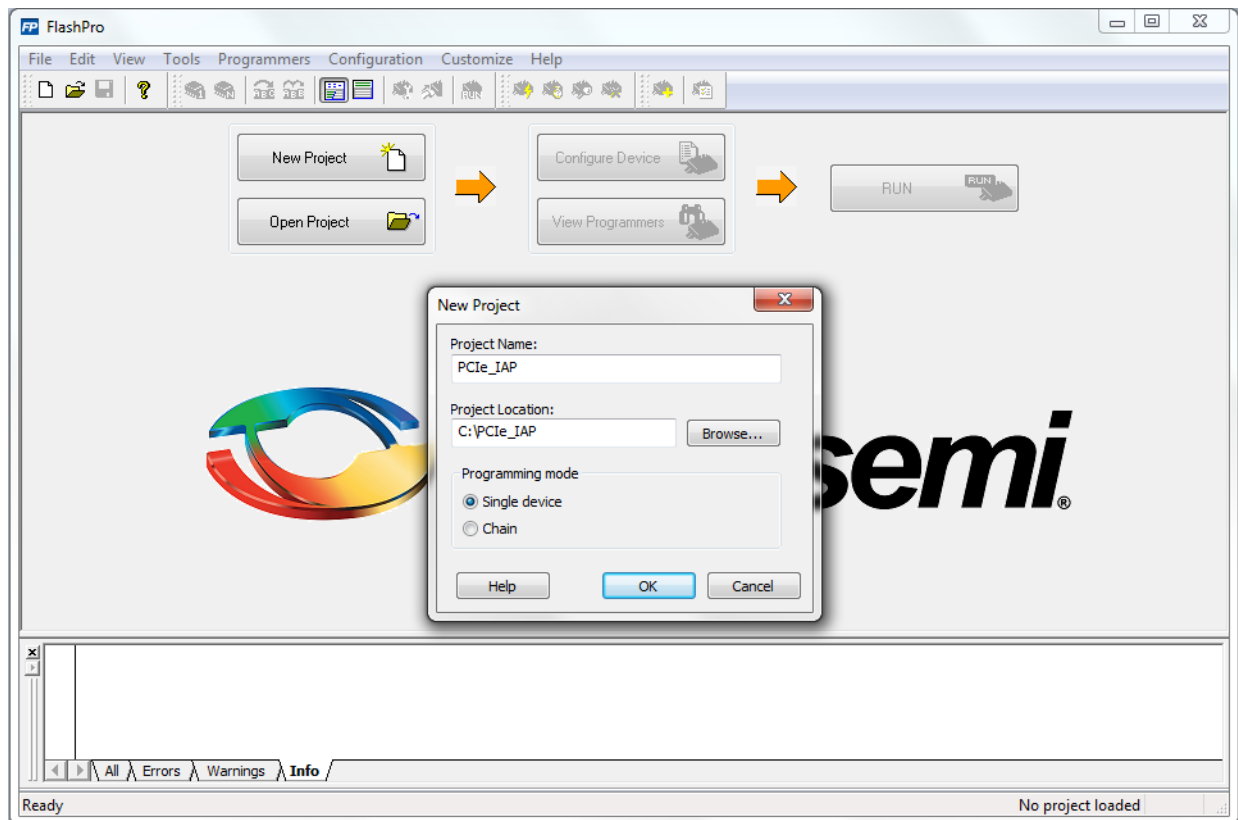 FP FlashPro
File Edit View Tools Programmers Configuration Customize Help
New Project
Configure Device
RUN
RUN
Open Project
View Programmers
New Project
Project Name:
PCIe_IAP
Project Location:
C:\PCIe_IAP
Browse...
semi®
Programming mode
Single device
Chain
Help OK Cancel
All Errors Warnings Info
Ready No project loaded